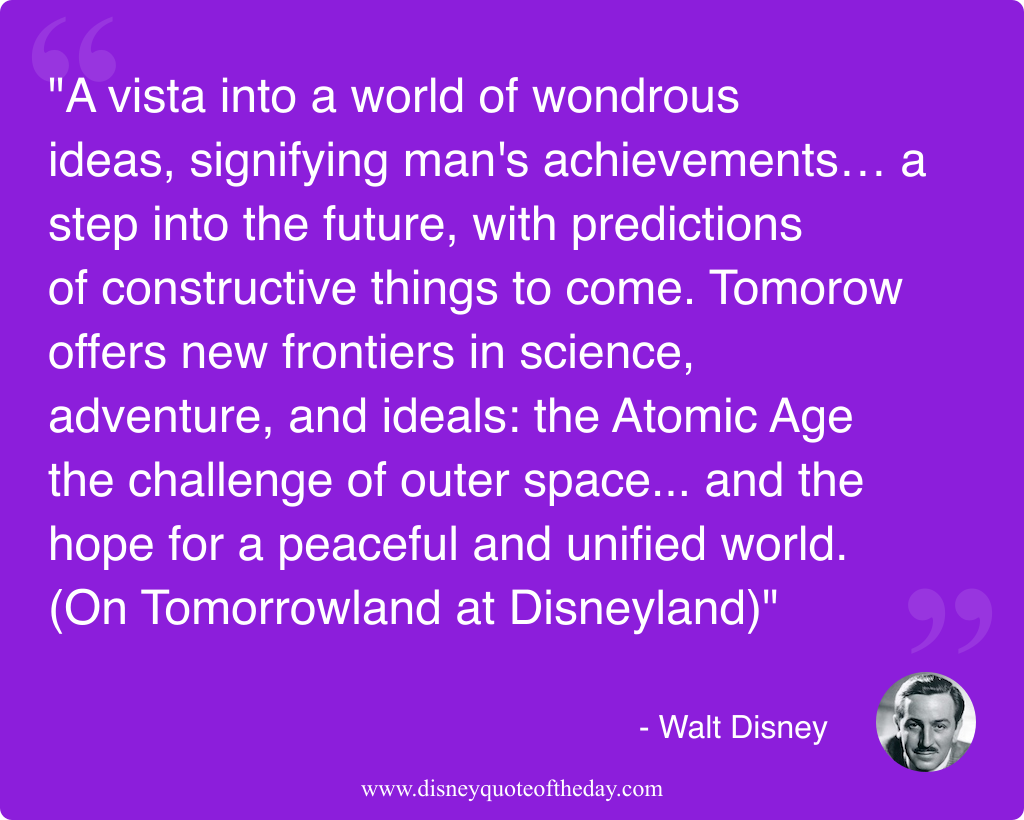 "A vista into a world of wondrous
ideas, signifying man's achievements… a
step into the future, with predictions
of constructive things to come. Tomorow
offers new frontiers in science,
adventure, and ideals: the Atomic Age
the challenge of outer space... and the
hope for a peaceful and unified world.
(On Tomorrowland at Disneyland)"
- Walt Disney
www.disneyquoteoftheday.com